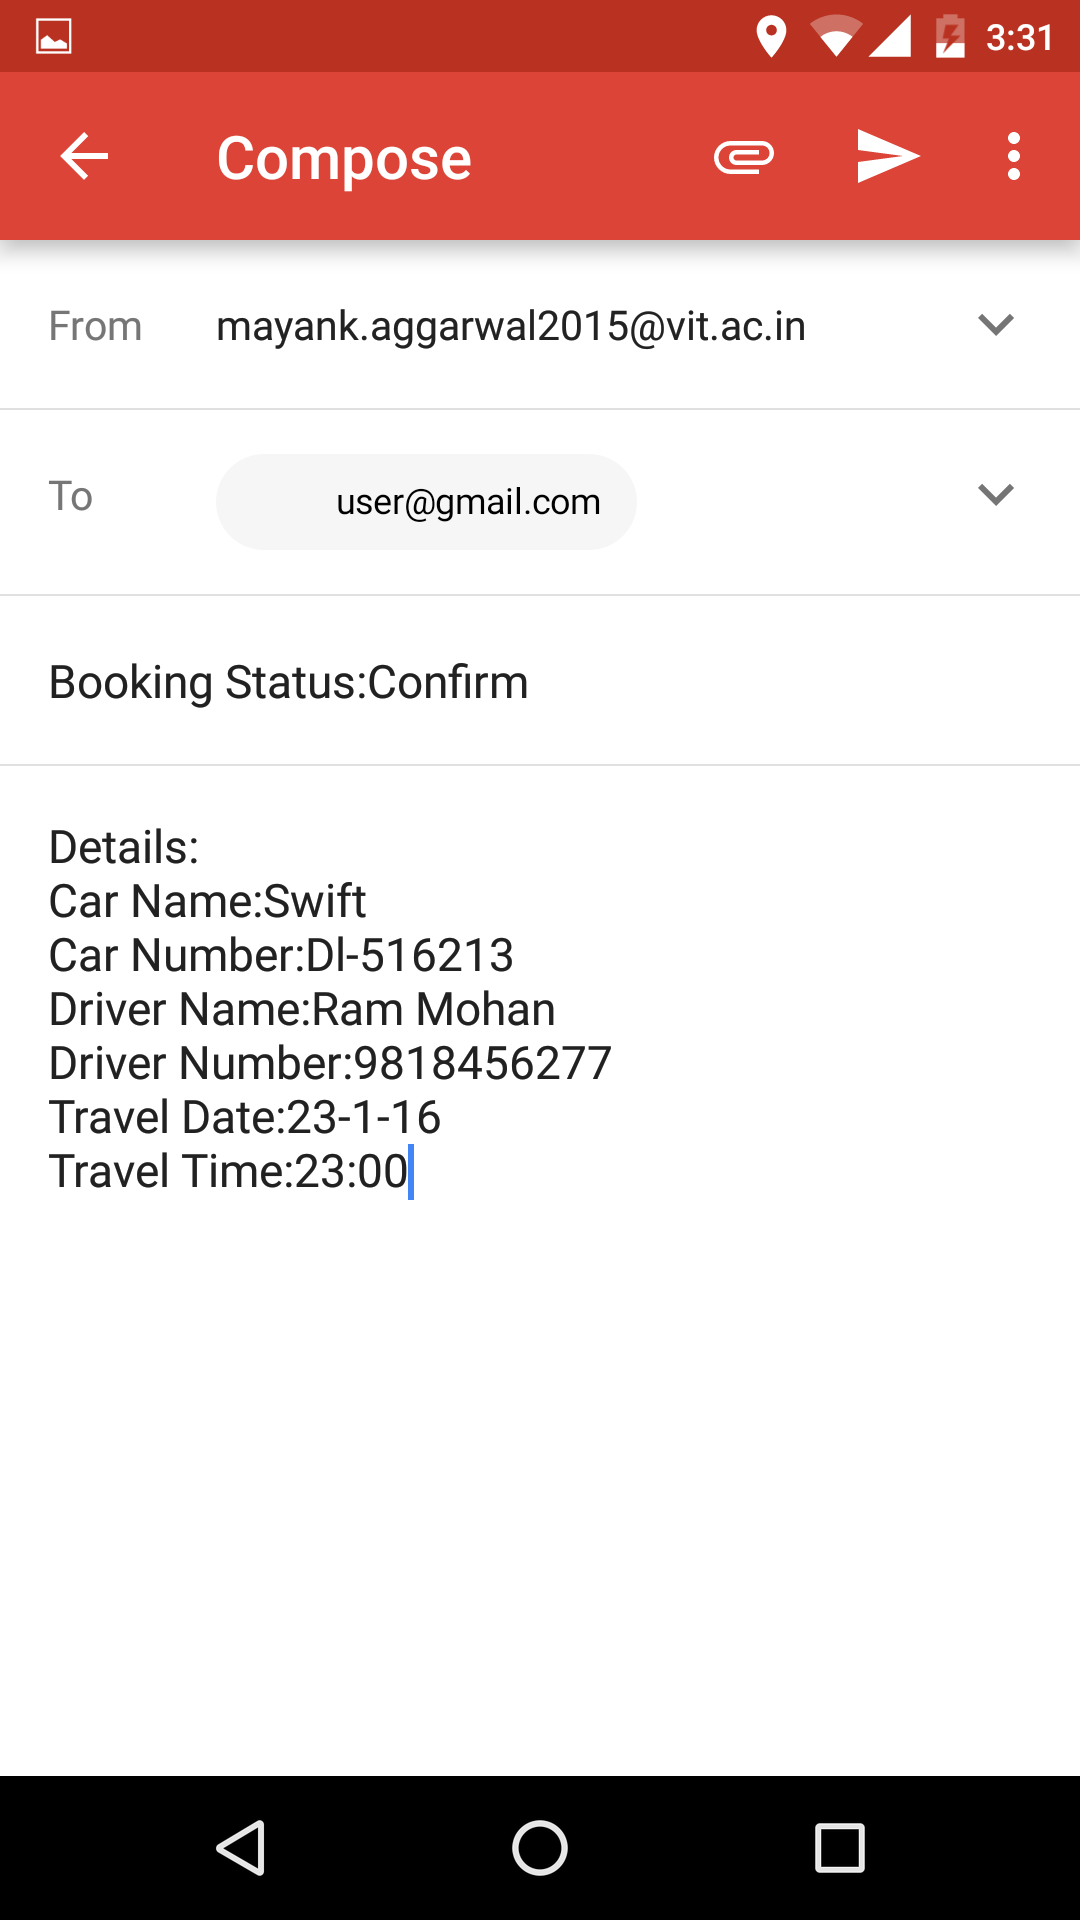 3:31
Compose
From mayank.aggarwal2015@vit.ac.in
To user@gmail.com
Booking Status:Confirm
Details:
Car Name:Swift
Car Number:Dl-516213
Driver Name:Ram Mohan
Driver Number:9818456277
Travel Date:23-1-16
Travel Time:23:00